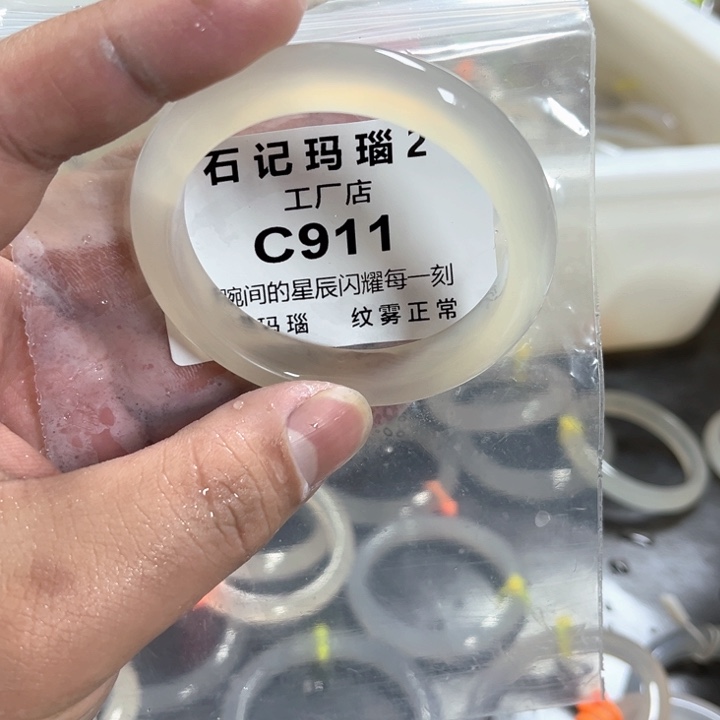 石记玛瑙2
工厂店
C911
腕间的星辰闪耀每一刻
玛瑙 纹雾正常